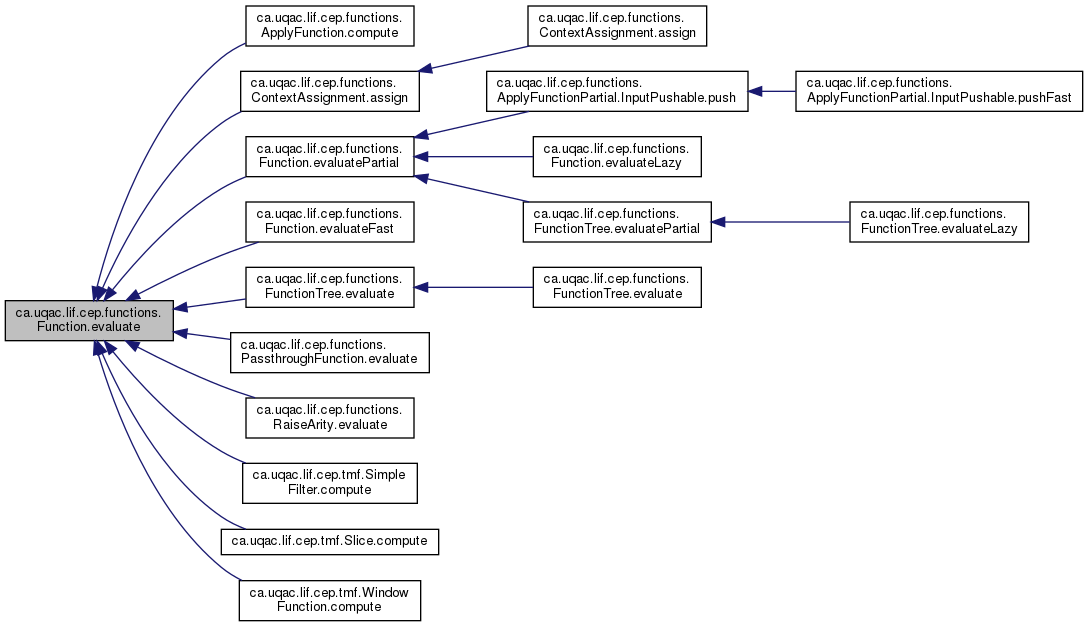 ca.uqac.lif.cep.functions.
ApplyFunction.compute
ca.uqac.lif.cep.functions.
ContextAssignment.assign
ca.uqac.lif.cep.functions.
ContextAssignment.assign
ca.uqac.lif.cep.functions.
ApplyFunctionPartial.InputPushable.push
ca.uqac.lif.cep.functions.
ApplyFunctionPartial.InputPushable.pushFast
ca.uqac.lif.cep.functions.
Function.evaluatePartial
ca.uqac.lif.cep.functions.
Function.evaluateLazy
ca.uqac.lif.cep.functions.
Function.evaluateFast
ca.uqac.lif.cep.functions.
FunctionTree.evaluatePartial
ca.uqac.lif.cep.functions.
FunctionTree.evaluateLazy
ca.uqac.lif.cep.functions.
FunctionTree.evaluate
ca.uqac.lif.cep.functions.
FunctionTree.evaluate
ca.uqac.lif.cep.functions.
Function.evaluate
ca.uqac.lif.cep.functions.
PassthroughFunction.evaluate
ca.uqac.lif.cep.functions.
RaiseArity.evaluate
ca.uqac.lif.cep.tmf.Simple
Filter.compute
ca.uqac.lif.cep.tmf.Slice.compute
ca.uqac.lif.cep.tmf.Window
Function.compute